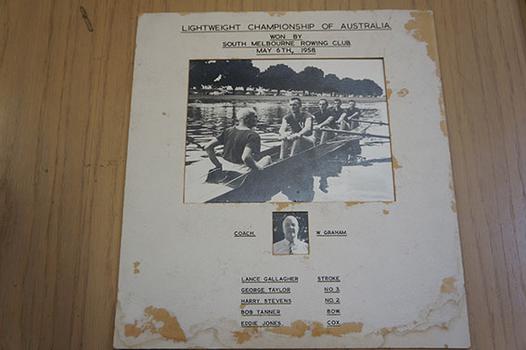 LIGHTWEIGHT CHAMPIONSHIP OF AUSTRALIA.
WON BY
SOUTH MELBOURNE ROWING CLUB
MAY 6TH, 1958
COACH. W. GRAHAM.
LANCE GALLAGHER STROKE
GEORGE TAYLOR NO. 3.
HARRY STEVENS NO. 2.
BOB TANNER BOW.
EDDIE JONES. COX.